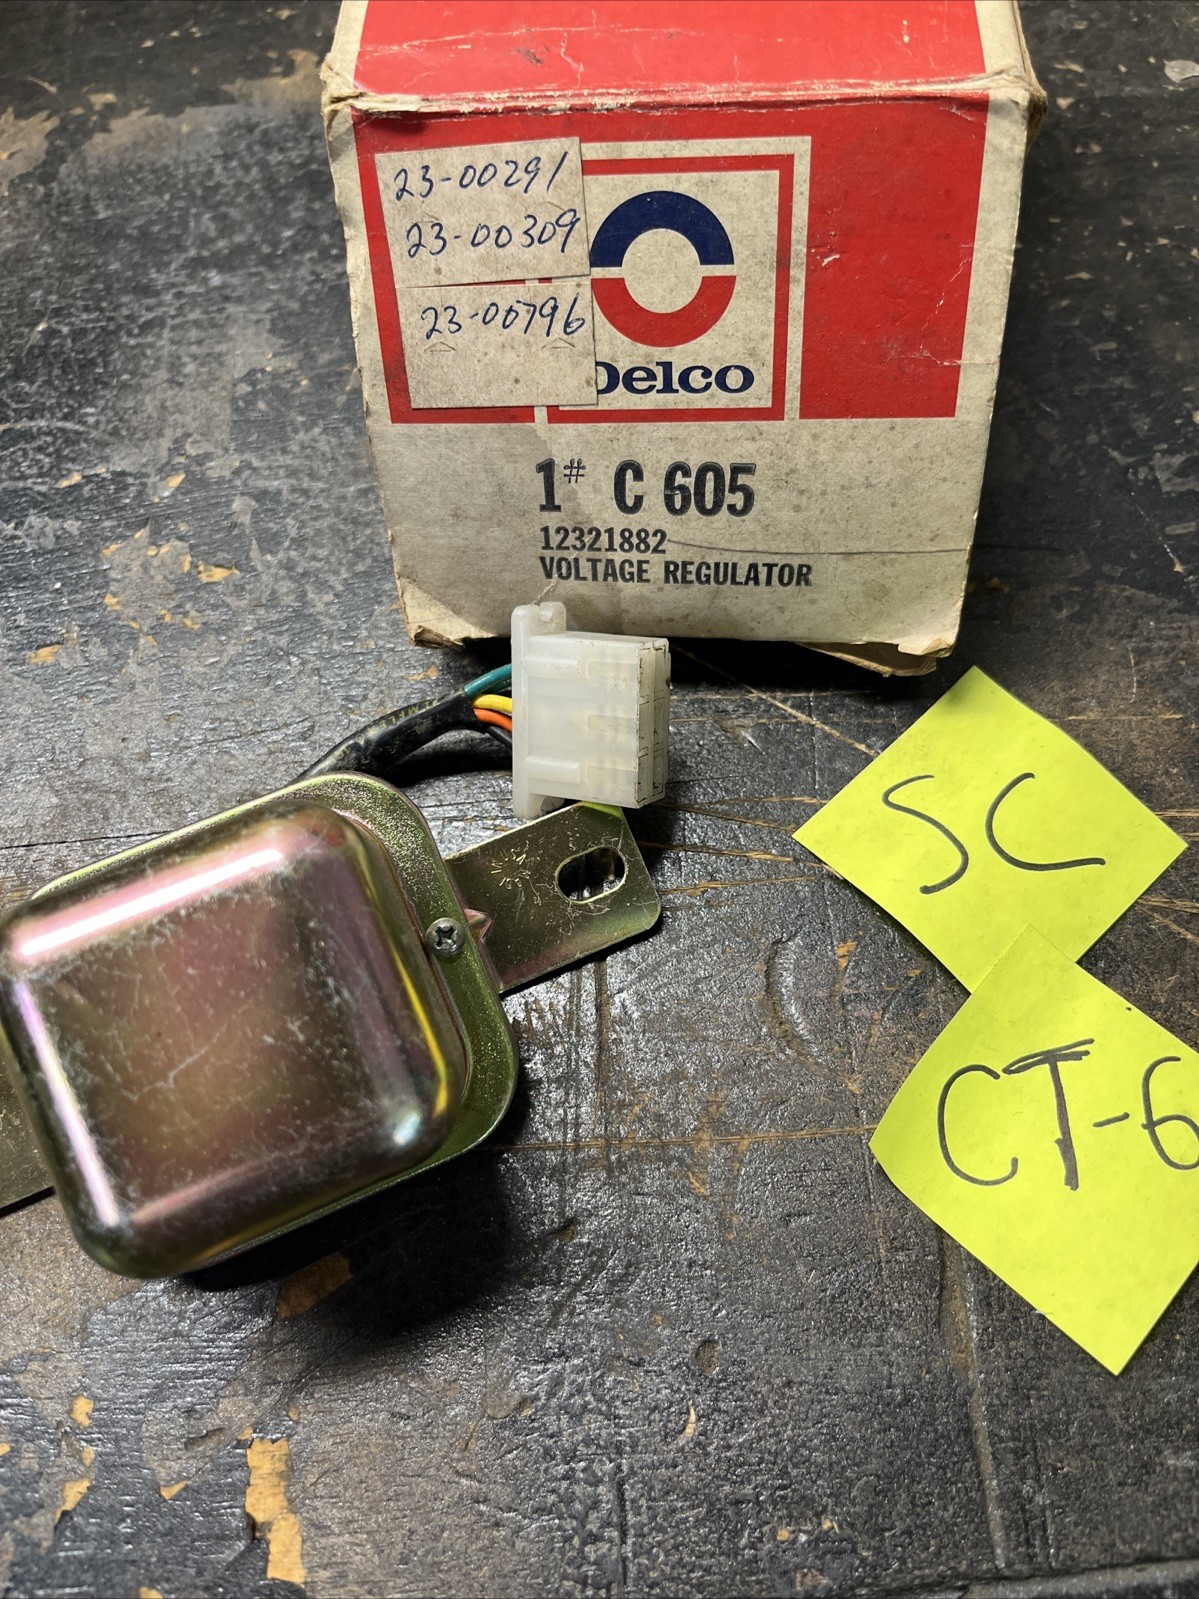 23-00291
23-00309
23-00796
Delco
1# C 605
12321882
VOLTAGE REGULATOR
SC
CT-6